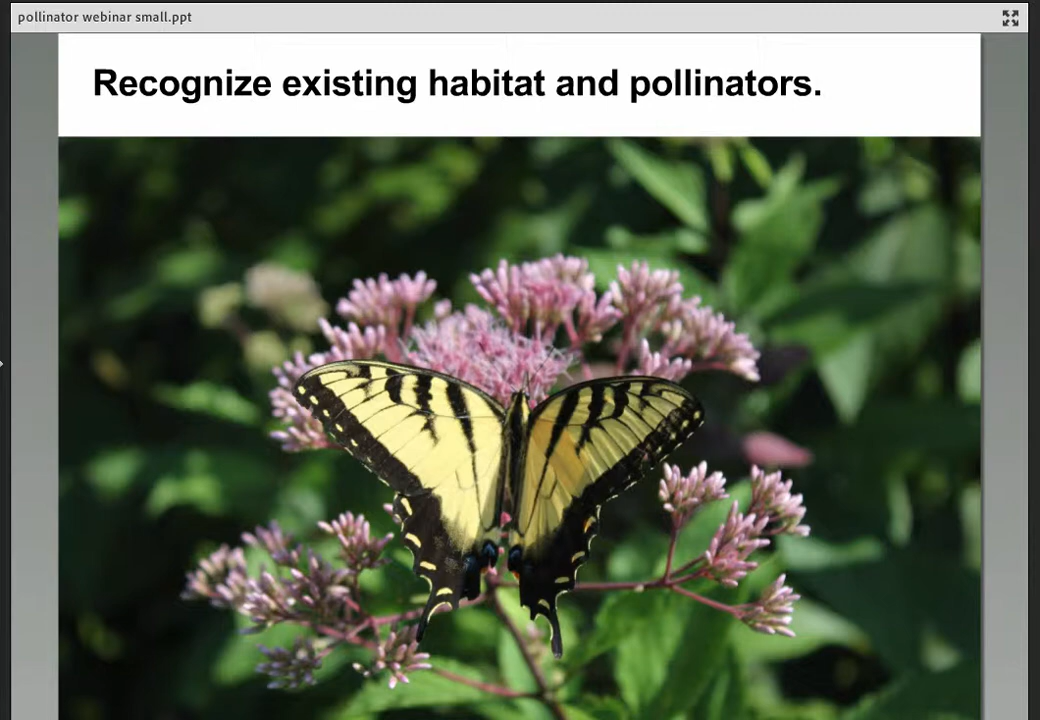 pollinator webinar small.ppt
Recognize existing habitat and pollinators.